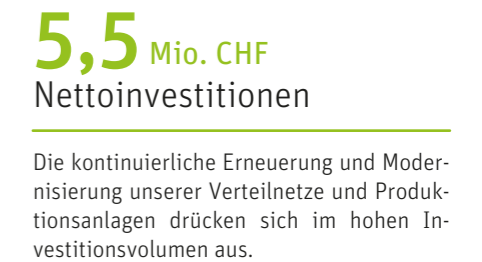 5,5 Mio. CHF
Nettoinvestitionen
Die kontinuierliche Erneuerung und Moder-
nisierung unserer Verteilnetze und Produk-
tionsanlagen drücken sich im hohen In-
vestitionsvolumen aus.